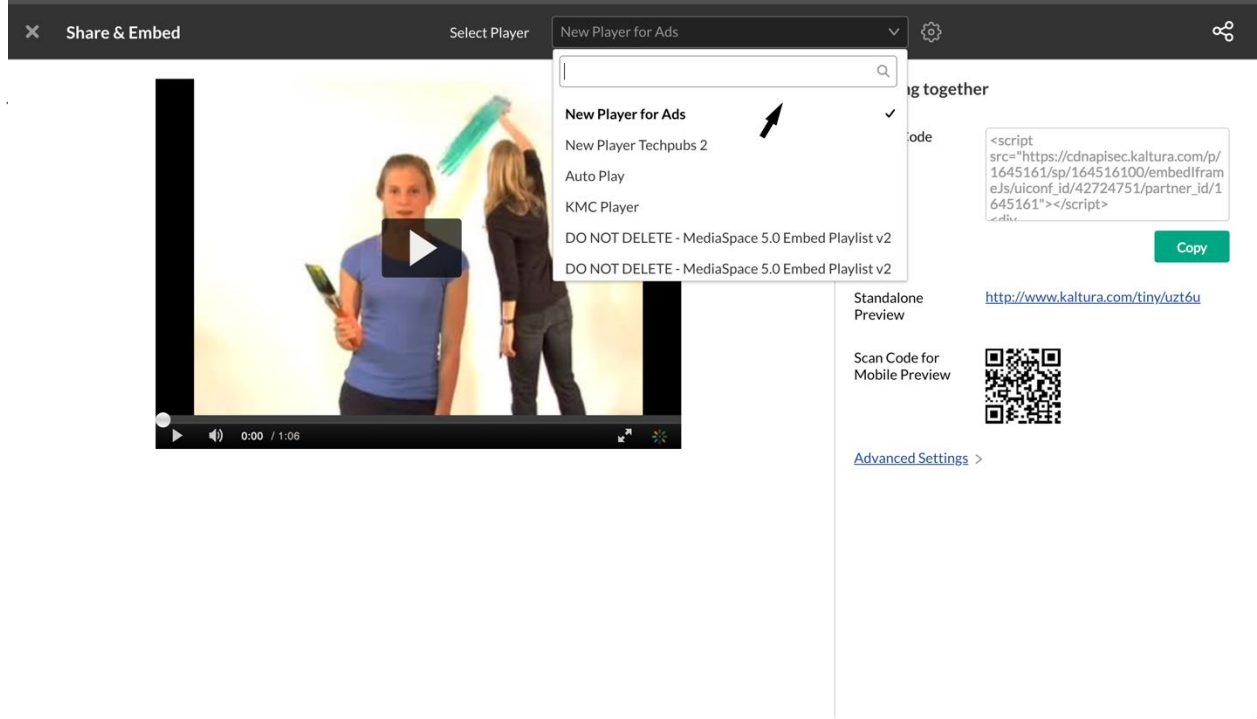 Share & Embed
Select Player
New Player for Ads
New Player for Ads
New Player Techpubs 2
Auto Play
KMC Player
DO NOT DELETE - MediaSpace 5.0 Embed Playlist v2
DO NOT DELETE - MediaSpace 5.0 Embed Playlist v2
0:00 / 1:06
together
<script
src="https://cdnapisec.kaltura.com/p/
1645161/sp/164516100/embedIfram
eJs/uiconf_id/42724751/partner_id/1
645161"></script>
<div
Copy
Standalone
Preview
http://www.kaltura.com/tiny/uzt6u
Scan Code for
Mobile Preview
Advanced Settings >